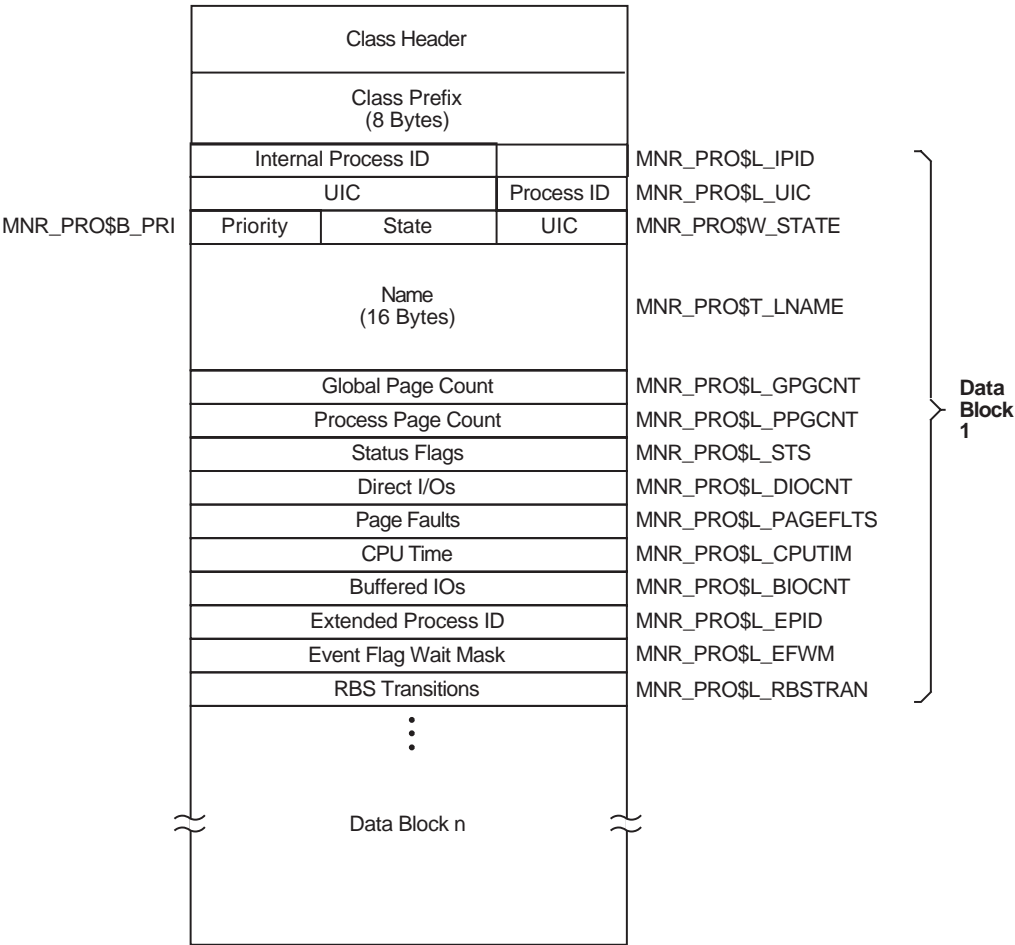 Class Header
Class Prefix
(8 Bytes)
Internal Process ID MNR_PRO$L_IPID
UIC Process ID MNR_PRO$L_UIC
MNR_PRO$B_PRI Priority State UIC MNR_PRO$W_STATE
Name
(16 Bytes) MNR_PRO$T_LNAME
Global Page Count MNR_PRO$L_GPGCNT
Process Page Count MNR_PRO$L_PPGCNT
Status Flags MNR_PRO$L_STS
Direct I/Os MNR_PRO$L_DIOCNT
Page Faults MNR_PRO$L_PAGEFLTS
CPU Time MNR_PRO$L_CPUTIM
Buffered IOs MNR_PRO$L_BIOCNT
Extended Process ID MNR_PRO$L_EPID
Event Flag Wait Mask MNR_PRO$L_EFWM
RBS Transitions MNR_PRO$L_RBSTRAN
Data
Block
1
Data Block n